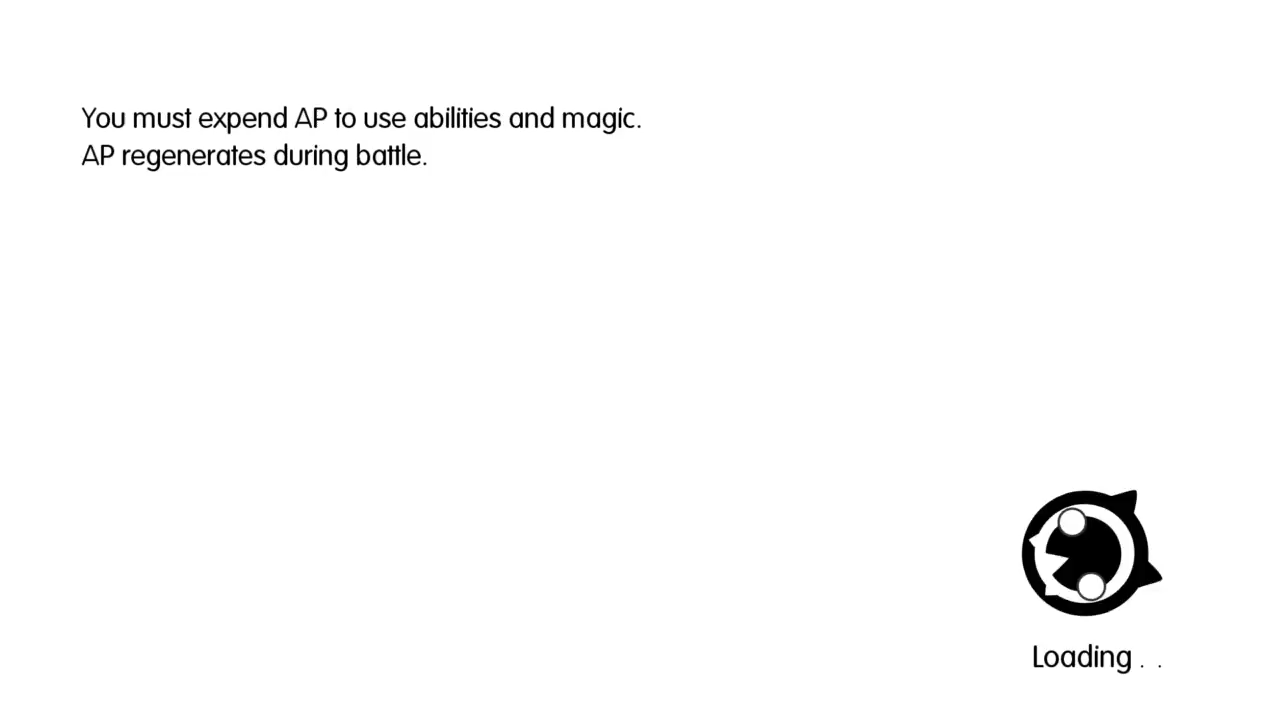 You must expend AP to use abilities and magic.
AP regenerates during battle.
Loading . .